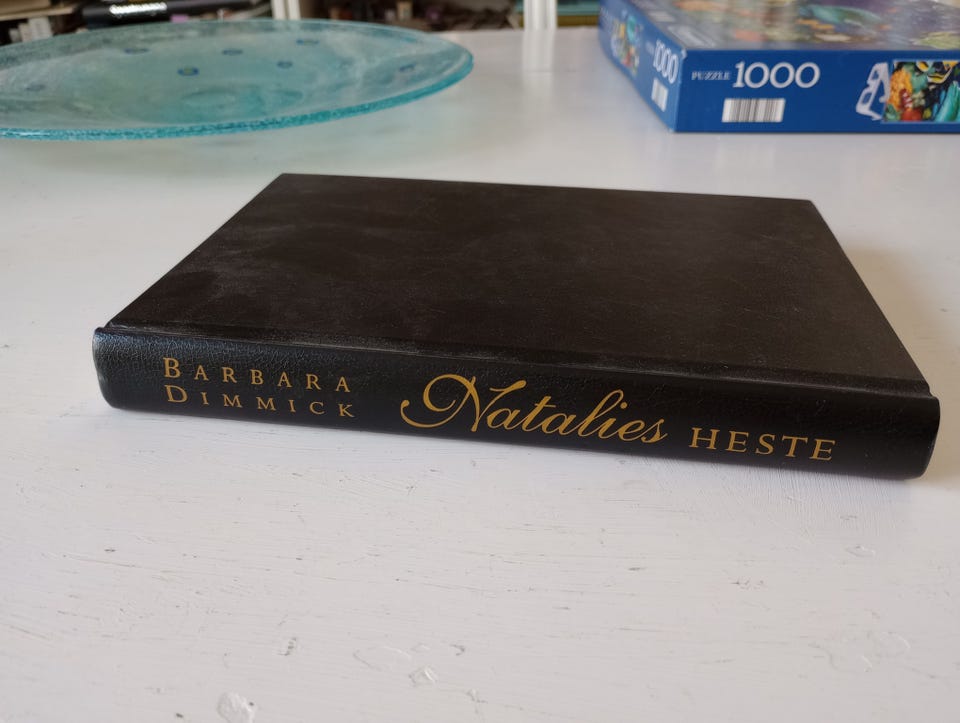 PUZZLE 1000
1000
BARBARA
DIMMICK
Natalies HESTE